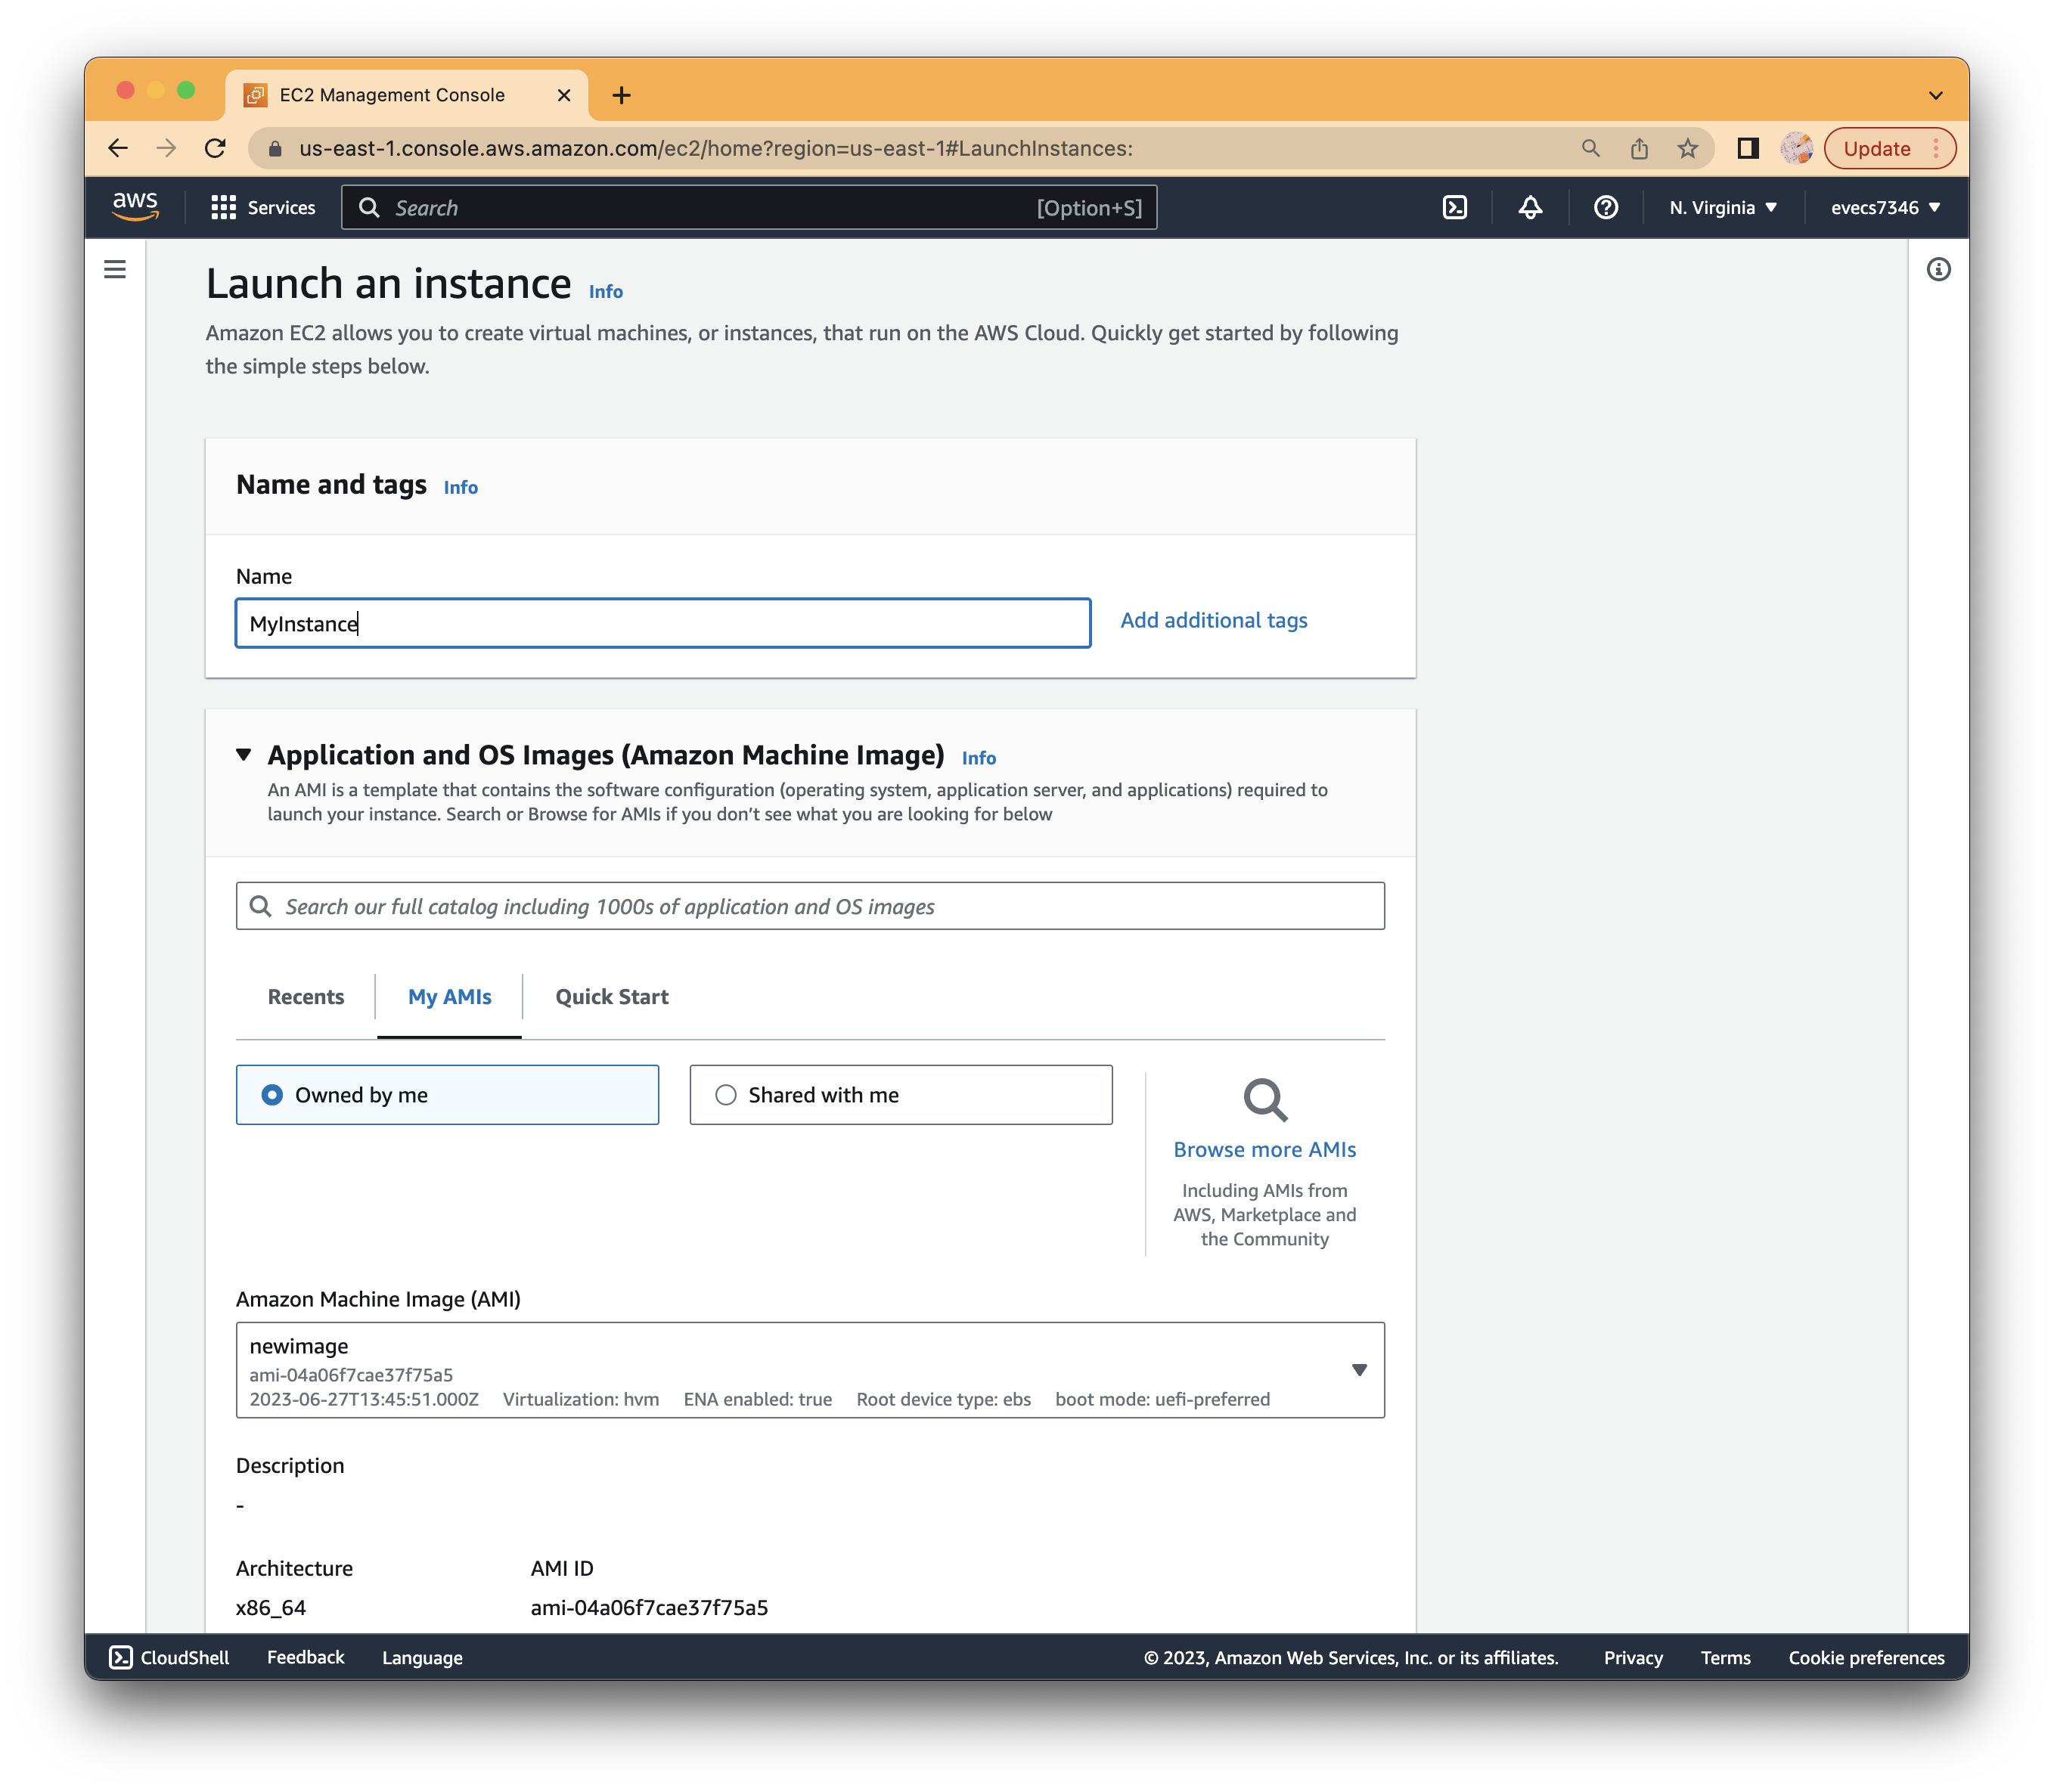 EC2 Management Console
us-east-1.console.aws.amazon.com/ec2/home?region=us-east-1#LaunchInstances:
Update
aws
Services
Search
[Option+S]
N. Virginia
evecs7346
Launch an instance Info
Amazon EC2 allows you to create virtual machines, or instances, that run on the AWS Cloud. Quickly get started by following
the simple steps below.
Name and tags Info
Name
MyInstance
Add additional tags
Application and OS Images (Amazon Machine Image) Info
An AMI is a template that contains the software configuration (operating system, application server, and applications) required to
launch your instance. Search or Browse for AMIs if you don’t see what you are looking for below
Search our full catalog including 1000s of application and OS images
Recents
My AMIs
Quick Start
Owned by me
Shared with me
Browse more AMIs
Including AMIs from
AWS, Marketplace and
the Community
Amazon Machine Image (AMI)
newimage
ami-04a06f7cae37f75a5
2023-06-27T13:45:51.000Z Virtualization: hvm ENA enabled: true Root device type: ebs boot mode: uefi-preferred
Description
-
Architecture AMI ID
x86_64 ami-04a06f7cae37f75a5
CloudShell Feedback Language © 2023, Amazon Web Services, Inc. or its affiliates. Privacy Terms Cookie preferences